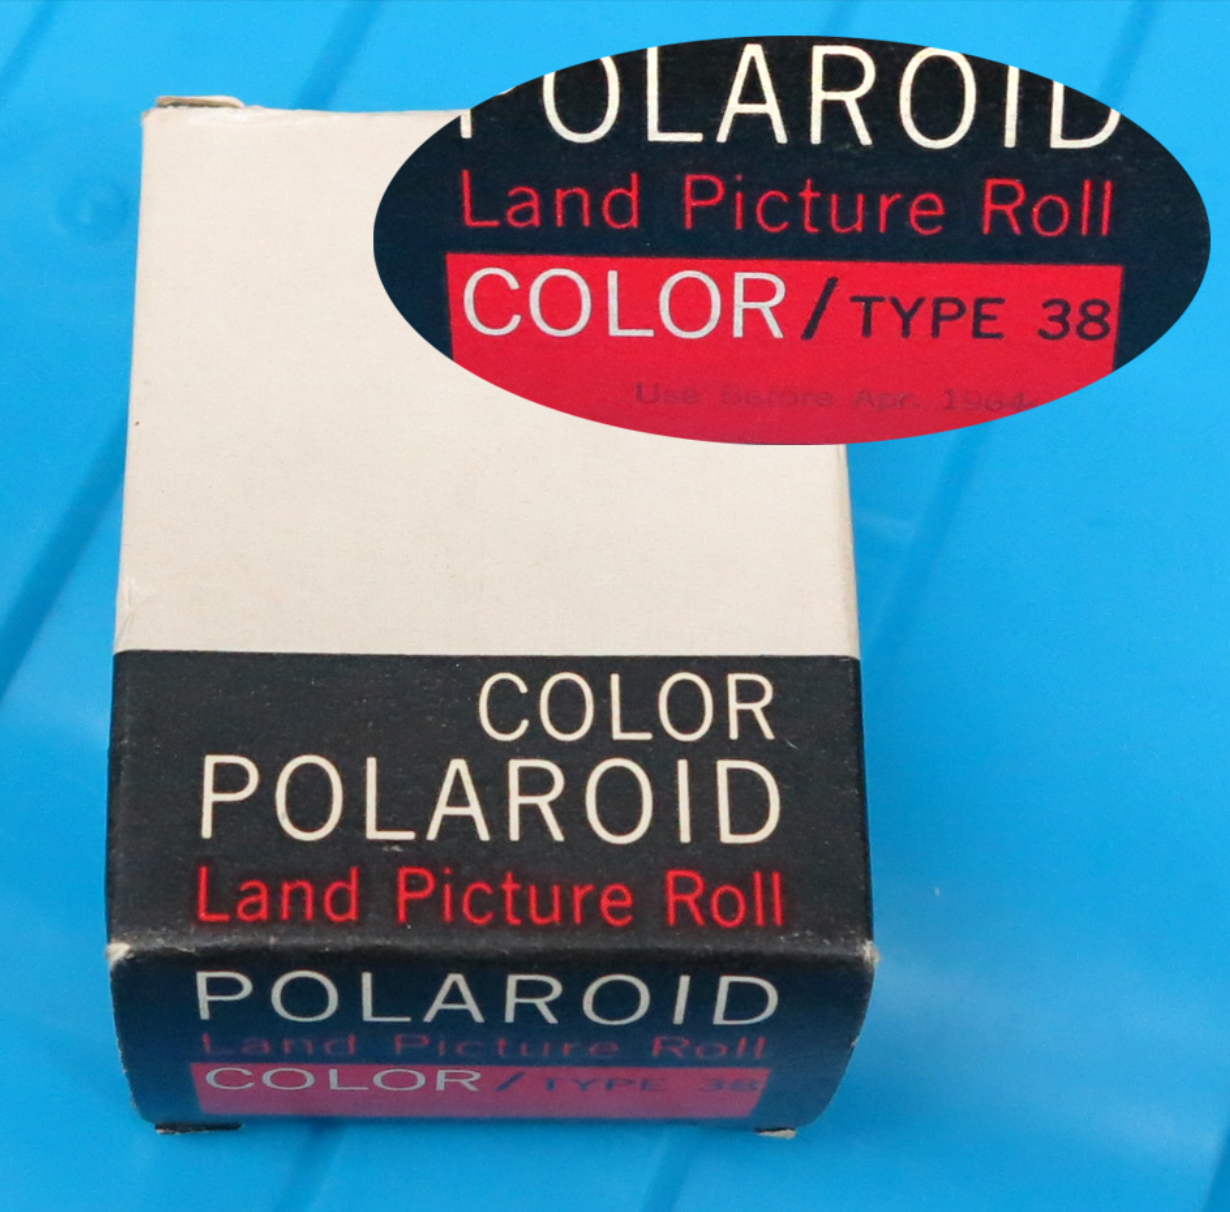 POLAROID
Land Picture Roll
COLOR/TYPE 38
Use Before Apr. 1964
COLOR
POLAROID
Land Picture Roll
POLAROID
Land Picture Roll
COLOR/TYPE 38